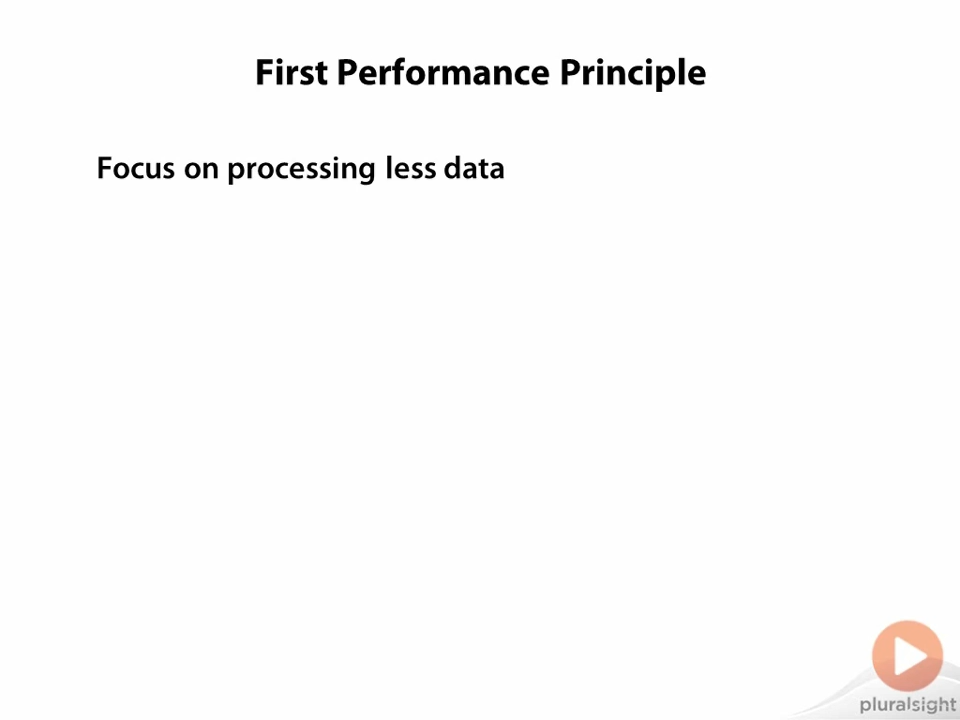 First Performance Principle
Focus on processing less data
pluralsight